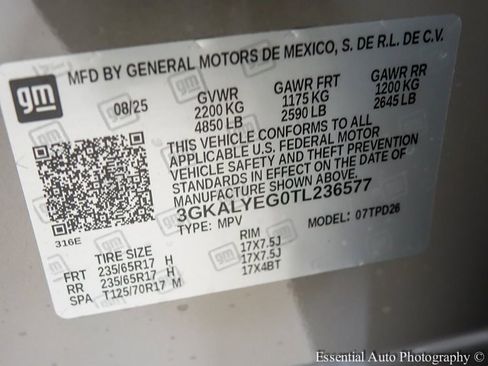 MFD BY GENERAL MOTORS DE MEXICO, S. DE R.L. DE C.V.
gm
08/25 GVWR GAWR FRT GAWR RR
2200 KG 1175 KG 1200 KG
4850 LB 2590 LB 2645 LB
THIS VEHICLE CONFORMS TO ALL
APPLICABLE U.S. FEDERAL MOTOR
VEHICLE SAFETY AND THEFT PREVENTION
STANDARDS IN EFFECT ON THE DATE OF
MANUFACTURE SHOWN ABOVE.
3GKALYEG0TL236577
316E TYPE: MPV MODEL: 07TPD26
TIRE SIZE RIM
FRT 235/65R17 H 17X7.5J
RR 235/65R17 H 17X7.5J
SPA T125/70R17 M 17X4BT
Essential Auto Photography ©